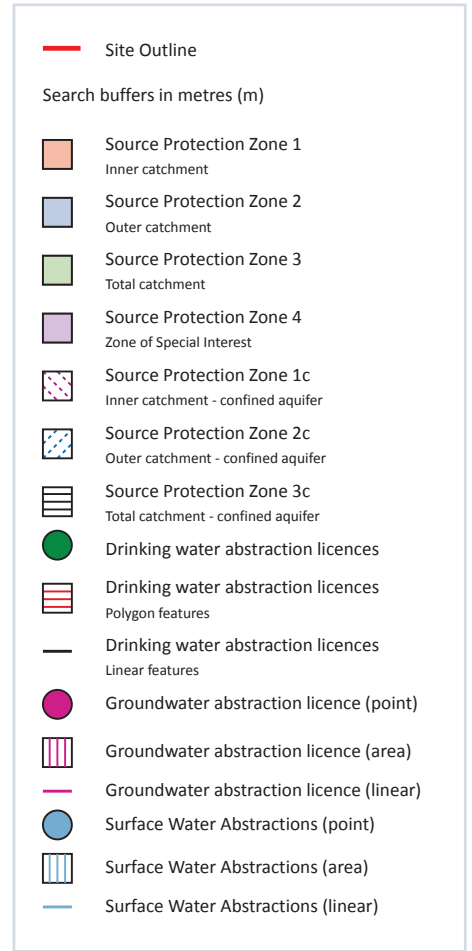 Site Outline
Search buffers in metres (m)
Source Protection Zone 1
Inner catchment
Source Protection Zone 2
Outer catchment
Source Protection Zone 3
Total catchment
Source Protection Zone 4
Zone of Special Interest
Source Protection Zone 1c
Inner catchment - confined aquifer
Source Protection Zone 2c
Outer catchment - confined aquifer
Source Protection Zone 3c
Total catchment - confined aquifer
Drinking water abstraction licences
Drinking water abstraction licences
Polygon features
Drinking water abstraction licences
Linear features
Groundwater abstraction licence (point)
Groundwater abstraction licence (area)
Groundwater abstraction licence (linear)
Surface Water Abstractions (point)
Surface Water Abstractions (area)
Surface Water Abstractions (linear)